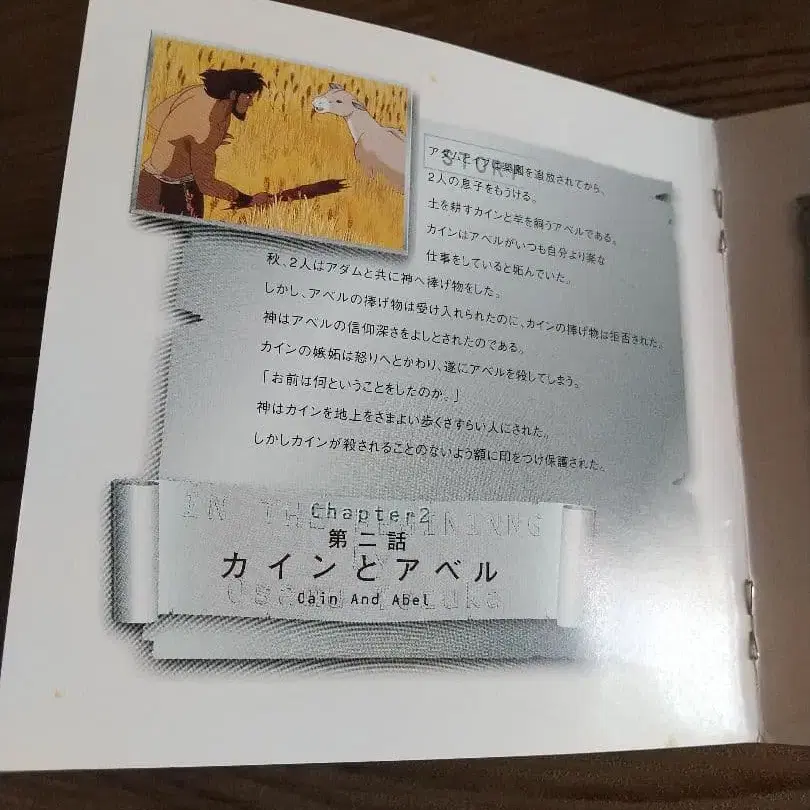 STORY
アダムとイブは楽園を追放されてから、
2人の息子をもうける。
土を耕すカインと羊を飼うアベルである。
カインはアベルがいつも自分より楽な
仕事をしていると妬んでいた。
秋、2人はアダムと共に神へ捧げ物をした。
しかし、アベルの捧げ物は受け入れられたのに、カインの捧げ物は拒否された。
神はアベルの信仰深さをよしとされたのである。
カインの嫉妬は怒りへとかわり、遂にアベルを殺してしまう。
「お前は何ということをしたのか。」
神はカインを地上をさまよい歩くさすらい人にされた。
しかしカインが殺されることのないよう額に印をつけ保護された。
IN THE
Chapter2
第二話
カインとアベル
Cain And Abel